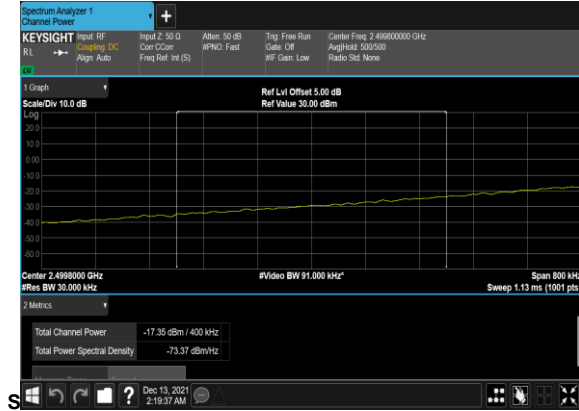 Spectrum Analyzer 1
Channel Power
KEYSIGHT Input: RF Input Z: 50 Ω Atten: 50 dB Trig: Free Run Center Freq: 2.499800000 GHz
RL Coupling: DC Corr CCorr #PNO: Fast Gate: Off Avg|Hold: 500/500
Align: Auto Freq Ref: Int (S) #IF Gain: Low Radio Std: None
1 Graph Ref Lvl Offset 5.00 dB
Scale/Div 10.0 dB Ref Value 30.00 dBm
Log
20.0
10.0
0.00
-10.0
-20.0
-30.0
-40.0
-50.0
-60.0
Center 2.4998000 GHz #Video BW 91.000 kHz* Span 800 kHz
#Res BW 30.000 kHz Sweep 1.13 ms (1001 pts
2 Metrics
Total Channel Power -17.35 dBm / 400 kHz
Total Power Spectral Density -73.37 dBm/Hz
S ? Dec 13, 2021
2:19:37 AM